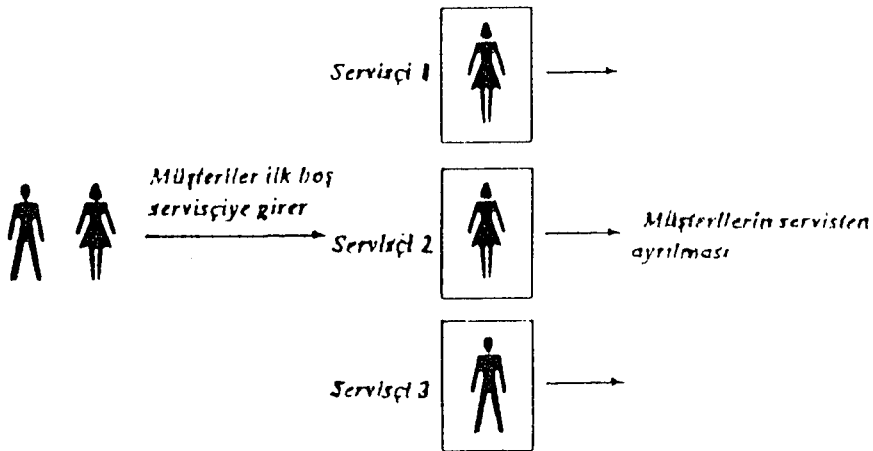 Servisçi 1
Müşteriler ilk boş
servisçiye girer
Servisçi 2
Müşterilerin servisten
ayrılması
Servisçi 3